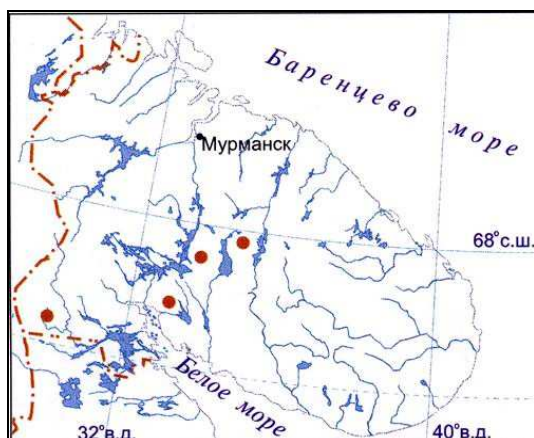 Баренцево море
Мурманск
68°с.ш.
Белое море
32°в.д.
40°в.д.